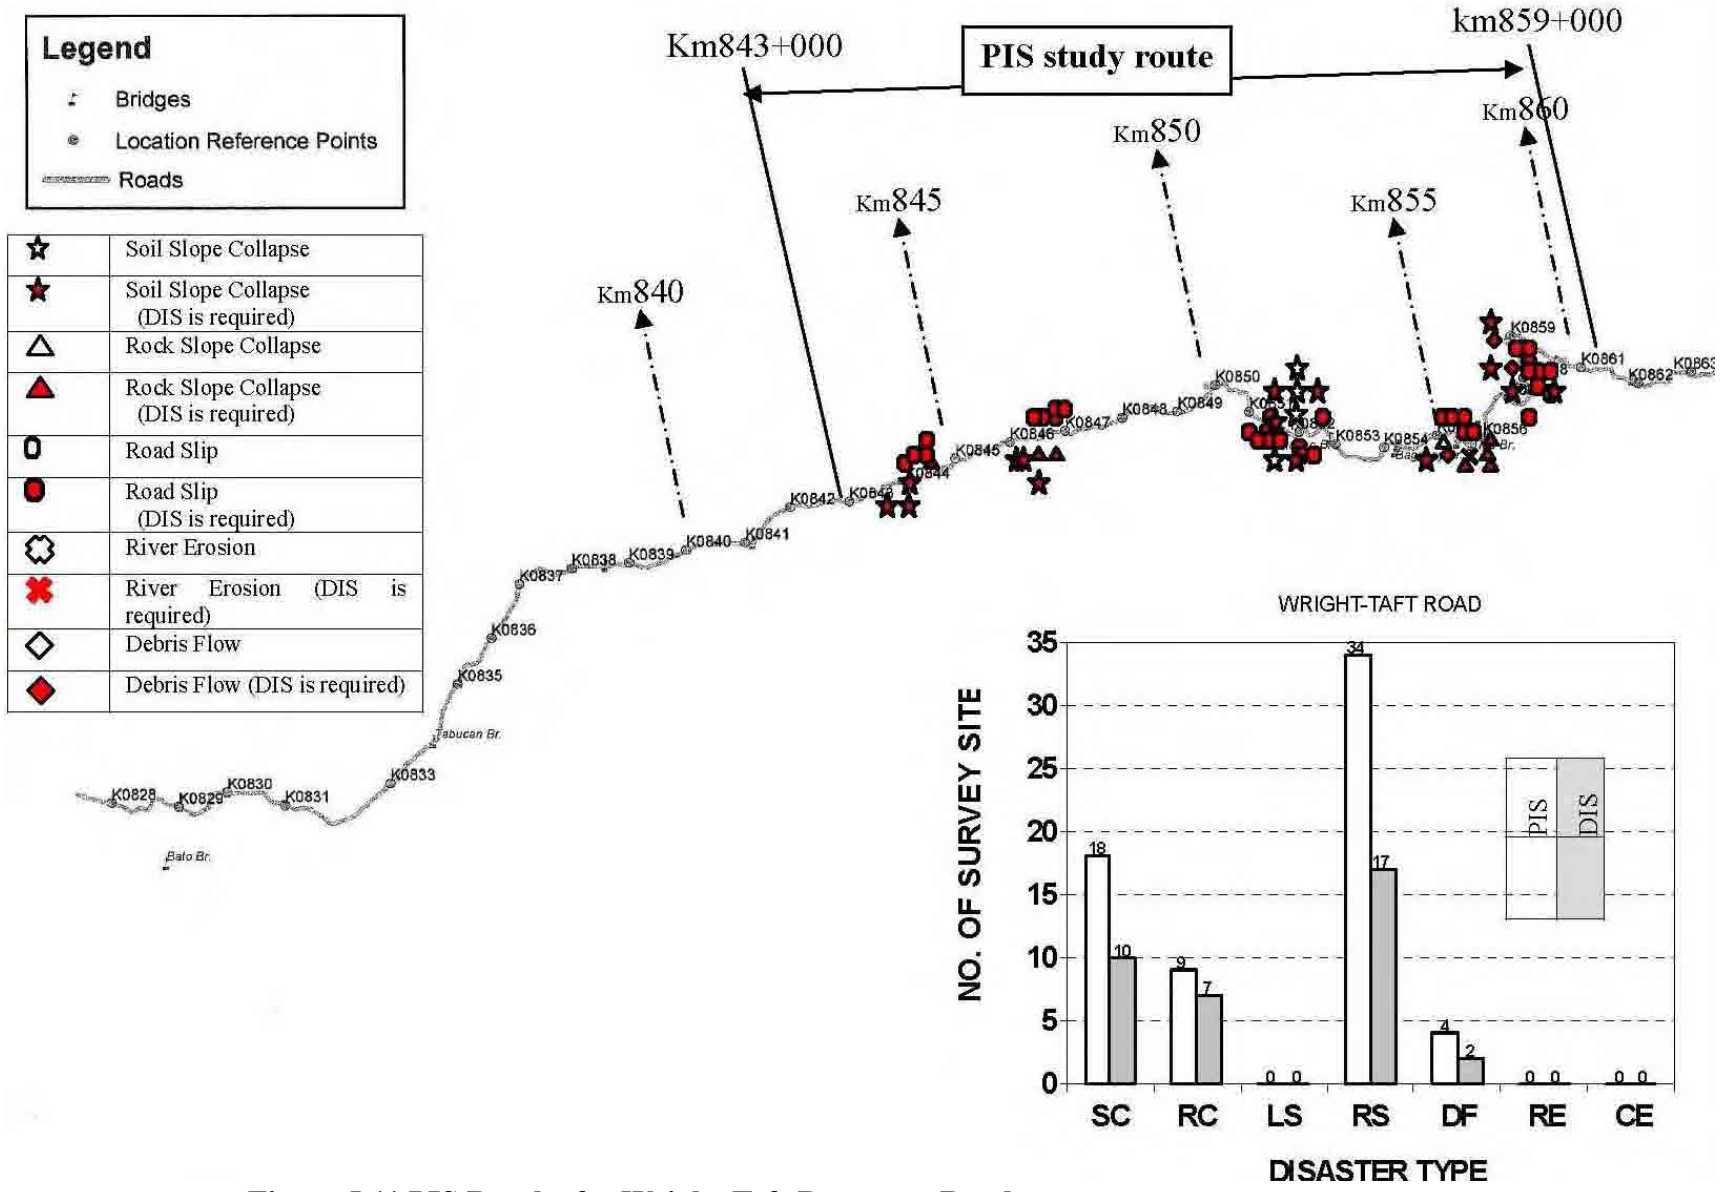 Legend
Bridges
Location Reference Points
Roads
Soil Slope Collapse
Soil Slope Collapse
(DIS is required)
Rock Slope Collapse
Rock Slope Collapse
(DIS is required)
Road Slip
Road Slip
(DIS is required)
River Erosion
River Erosion (DIS is
required)
Debris Flow
Debris Flow (DIS is required)
Km843+000
PIS study route
km859+000
Km840
Km845
Km850
Km855
Km860
K0828
K0829
K0830
K0831
K0833
K0835
K0836
K0837
K0838
K0839
K0840
K0841
K0842
K0843
K0845
K0846
K0847
K0848
K0849
K0850
K0853
K0854
K0856
K0859
K0861
K0862
K0863
abucan Br.
Bato Br.
WRIGHT-TAFT ROAD
NO. OF SURVEY SITE
35
30
25
20
15
10
5
0
18
10
9
7
0 0
34
17
4
2
0 0
0 0
PIS
DIS
SC RC LS RS DF RE CE
DISASTER TYPE